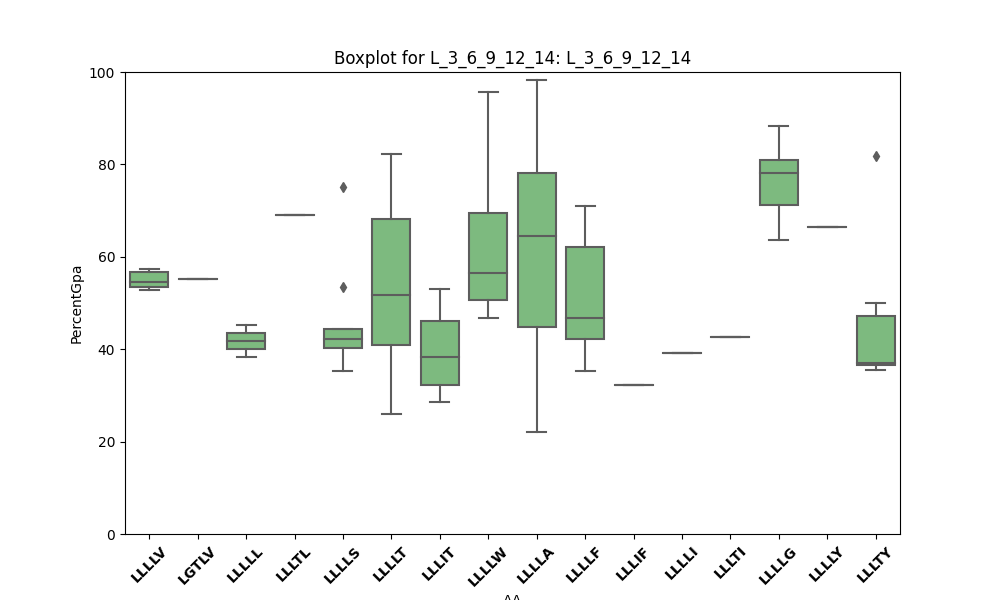 Boxplot for L_3_6_9_12_14: L_3_6_9_12_14
PercentGpa
100
80
60
40
20
0
LLLLV LGTLV LLLLL LLLTL LLLLS LLLLT LLLIT LLLLW LLLLA LLLLF LLLIF LLLLI LLLTI LLLLG LLLLY LLLTY
AA